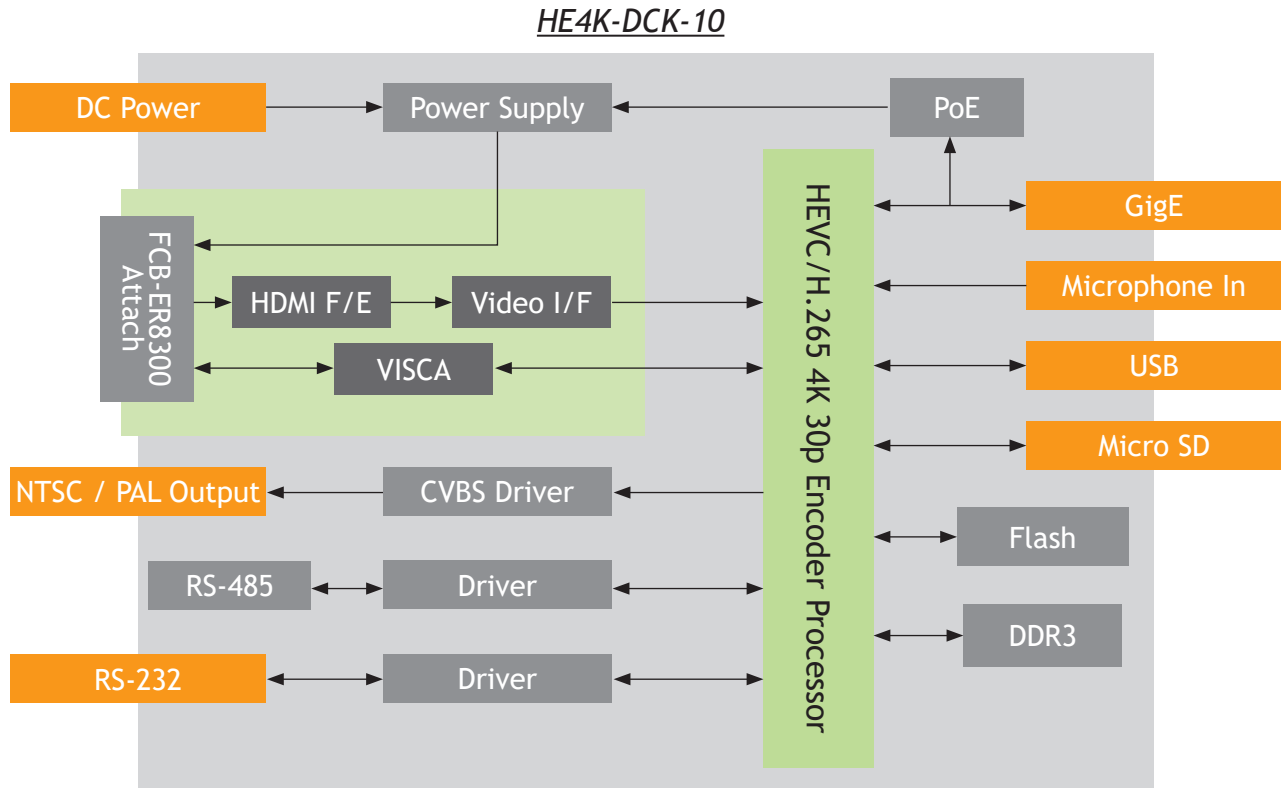 HE4K-DCK-10
DC Power
Power Supply
PoE
GigE
FCB-ER8300
Attach
HDMI F/E
Video I/F
VISCA
HEVC/H.265 4K 30p Encoder Processor
Microphone In
USB
Micro SD
NTSC / PAL Output
CVBS Driver
Flash
RS-485
Driver
DDR3
RS-232
Driver